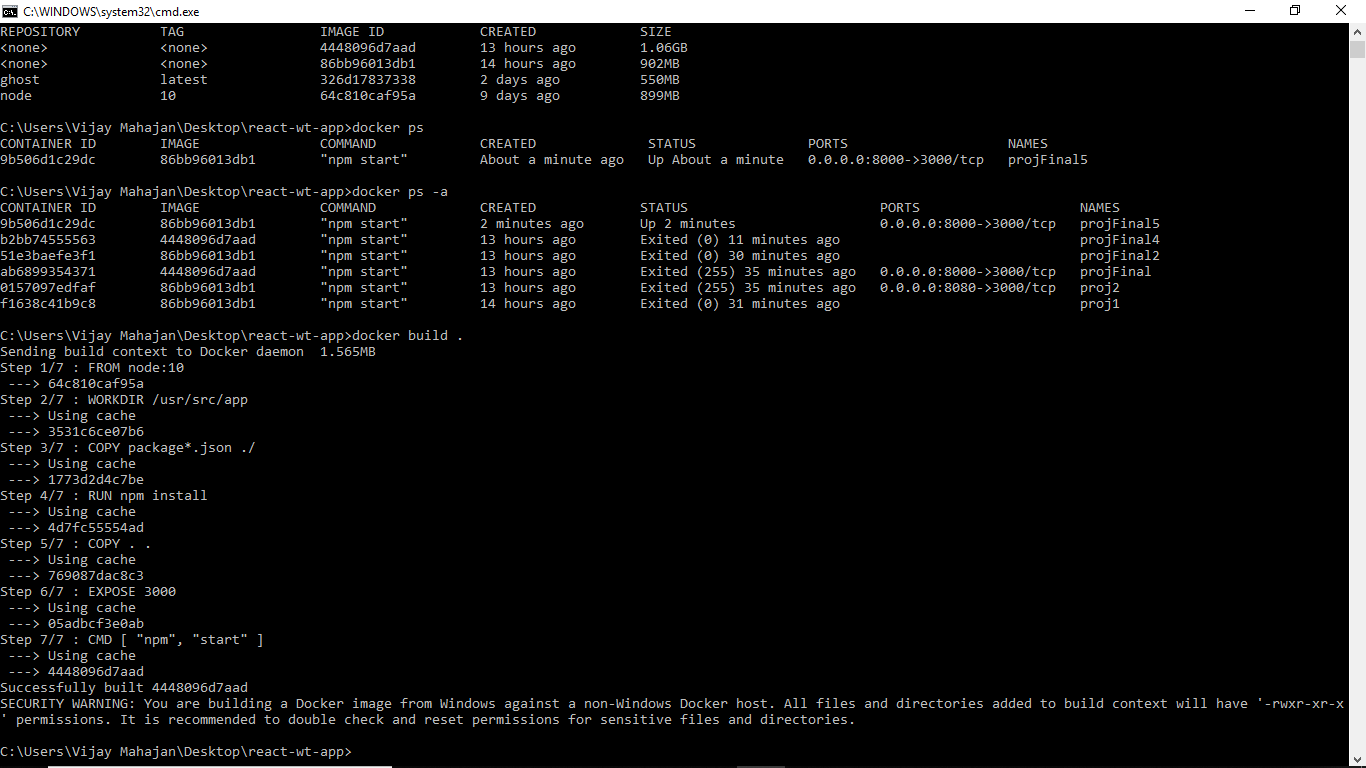 C:\WINDOWS\system32\cmd.exe
REPOSITORY          TAG                 IMAGE ID            CREATED             SIZE
<none>              <none>              4448096d7aad        13 hours ago        1.06GB
<none>              <none>              86bb96013db1        14 hours ago        902MB
ghost               latest              326d17837338        2 days ago          550MB
node                10                  64c810caf95a        9 days ago          899MB
C:\Users\Vijay Mahajan\Desktop\react-wt-app>docker ps
CONTAINER ID        IMAGE               COMMAND             CREATED              STATUS              PORTS                    NAMES
9b506d1c29dc        86bb96013db1        "npm start"         About a minute ago   Up About a minute   0.0.0.0:8000->3000/tcp   projFinal5
C:\Users\Vijay Mahajan\Desktop\react-wt-app>docker ps -a
CONTAINER ID        IMAGE               COMMAND             CREATED             STATUS                        PORTS                    NAMES
9b506d1c29dc        86bb96013db1        "npm start"         2 minutes ago       Up 2 minutes                  0.0.0.0:8000->3000/tcp   projFinal5
b2bb74555563        4448096d7aad        "npm start"         13 hours ago        Exited (0) 11 minutes ago                              projFinal4
51e3baefe3f1        86bb96013db1        "npm start"         13 hours ago        Exited (0) 30 minutes ago                              projFinal2
ab6899354371        4448096d7aad        "npm start"         13 hours ago        Exited (255) 35 minutes ago   0.0.0.0:8000->3000/tcp   projFinal
0157097edfaf        86bb96013db1        "npm start"         13 hours ago        Exited (255) 35 minutes ago   0.0.0.0:8080->3000/tcp   proj2
f1638c41b9c8        86bb96013db1        "npm start"         14 hours ago        Exited (0) 31 minutes ago                              proj1
C:\Users\Vijay Mahajan\Desktop\react-wt-app>docker build .
Sending build context to Docker daemon  1.565MB
Step 1/7 : FROM node:10
 ---> 64c810caf95a
Step 2/7 : WORKDIR /usr/src/app
 ---> Using cache
 ---> 3531c6ce07b6
Step 3/7 : COPY package*.json ./
 ---> Using cache
 ---> 1773d2d4c7be
Step 4/7 : RUN npm install
 ---> Using cache
 ---> 4d7fc55554ad
Step 5/7 : COPY . .
 ---> Using cache
 ---> 769087dac8c3
Step 6/7 : EXPOSE 3000
 ---> Using cache
 ---> 05adbcf3e0ab
Step 7/7 : CMD [ "npm", "start" ]
 ---> Using cache
 ---> 4448096d7aad
Successfully built 4448096d7aad
SECURITY WARNING: You are building a Docker image from Windows against a non-Windows Docker host. All files and directories added to build context will have '-rwxr-xr-x
' permissions. It is recommended to double check and reset permissions for sensitive files and directories.
C:\Users\Vijay Mahajan\Desktop\react-wt-app>